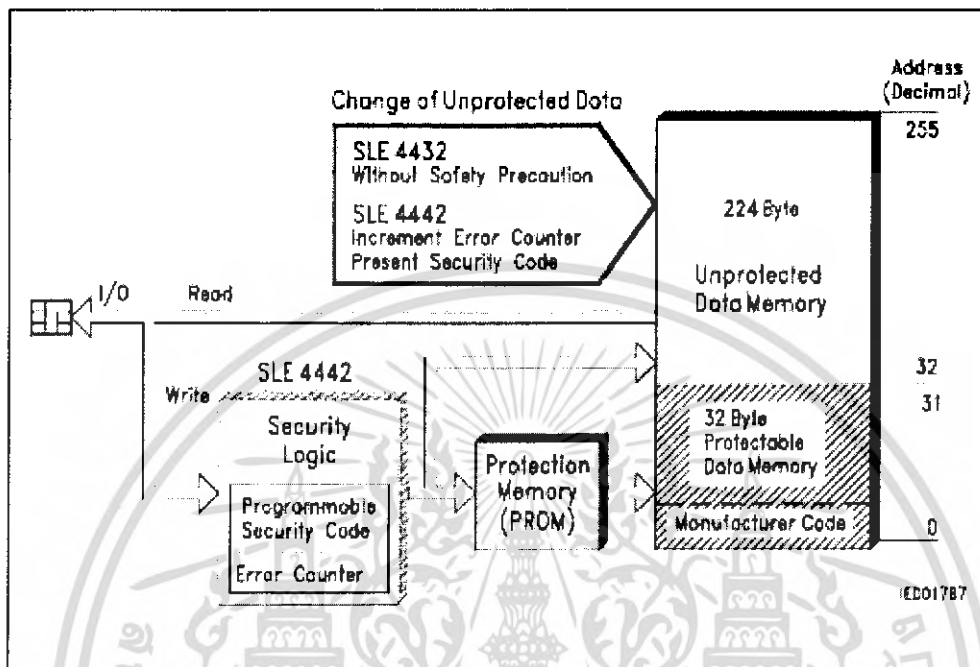 Address
(Decimal)
255
Change of Unprotected Data
SLE 4432
Without Safety Precaution
SLE 4442
Increment Error Counter
Present Security Code
224 Byte
Unprotected
Data Memory
I/O
Read
SLE 4442
Write
Security
Logic
Programmable
Security Code
Error Counter
Protection
Memory
(PROM)
32
31
32 Byte
Protectable
Data Memory
Manufacturer Code
0
IED01787